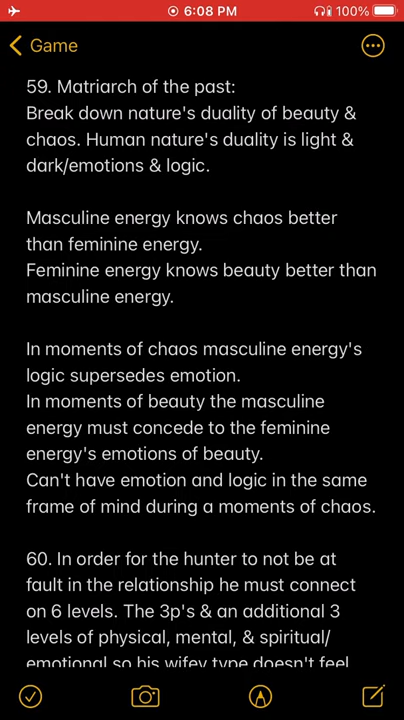 6:08 PM
100%
Game
59. Matriarch of the past:
Break down nature's duality of beauty &
chaos. Human nature's duality is light &
dark/emotions & logic.
Masculine energy knows chaos better
than feminine energy.
Feminine energy knows beauty better than
masculine energy.
In moments of chaos masculine energy's
logic supersedes emotion.
In moments of beauty the masculine
energy must concede to the feminine
energy's emotions of beauty.
Can't have emotion and logic in the same
frame of mind during a moments of chaos.
60. In order for the hunter to not be at
fault in the relationship he must connect
on 6 levels. The 3p's & an additional 3
levels of physical, mental, & spiritual/
emotional so his wifey type doesn't feel